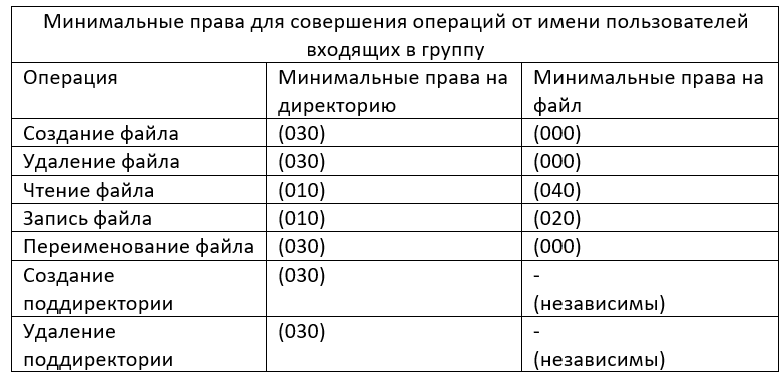 Минимальные права для совершения операций от имени пользователей
входящих в группу
Операция Минимальные права на директорию Минимальные права на файл
Создание файла (030) (000)
Удаление файла (030) (000)
Чтение файла (010) (040)
Запись файла (010) (020)
Переименование файла (030) (000)
Создание поддиректории (030) - (независимы)
Удаление поддиректории (030) - (независимы)